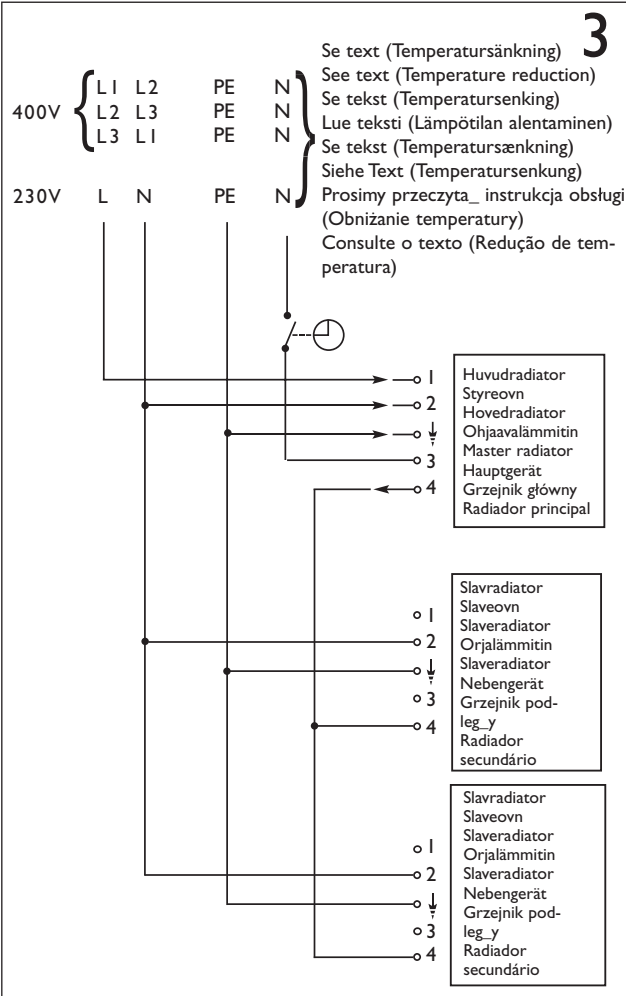 3
Se text (Temperatursänkning)
See text (Temperature reduction)
Se tekst (Temperatursenking)
Lue teksti (Lämpötilan alentaminen)
Se tekst (Temperatursænkning)
Siehe Text (Temperatursenkung)
Prosimy przeczyta_ instrukcja obsługi
(Obniżanie temperatury)
Consulte o texto (Redução de tem-
peratura)
400V
L1 L2 PE N
L2 L3 PE N
L3 L1 PE N
230V L N PE N
1
2
3
4
Huvudradiator
Styreovn
Hovedradiator
Ohjaavalämmitin
Master radiator
Hauptgerät
Grzejnik główny
Radiador principal
1
2
3
4
Slavradiator
Slaveovn
Slaveradiator
Orjalämmitin
Slaveradiator
Nebengerät
Grzejnik pod-
leg_y
Radiador
secundário
1
2
3
4
Slavradiator
Slaveovn
Slaveradiator
Orjalämmitin
Slaveradiator
Nebengerät
Grzejnik pod-
leg_y
Radiador
secundário